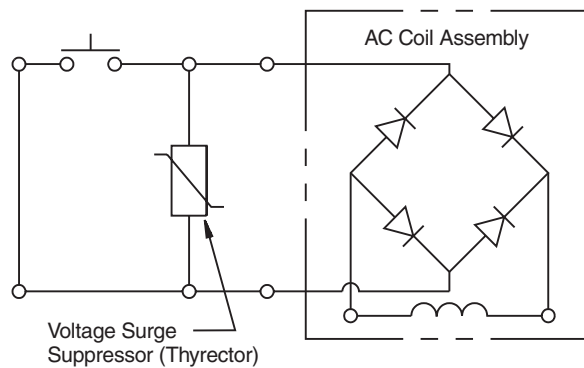 AC Coil Assembly
Voltage Surge
Suppressor (Thyrector)